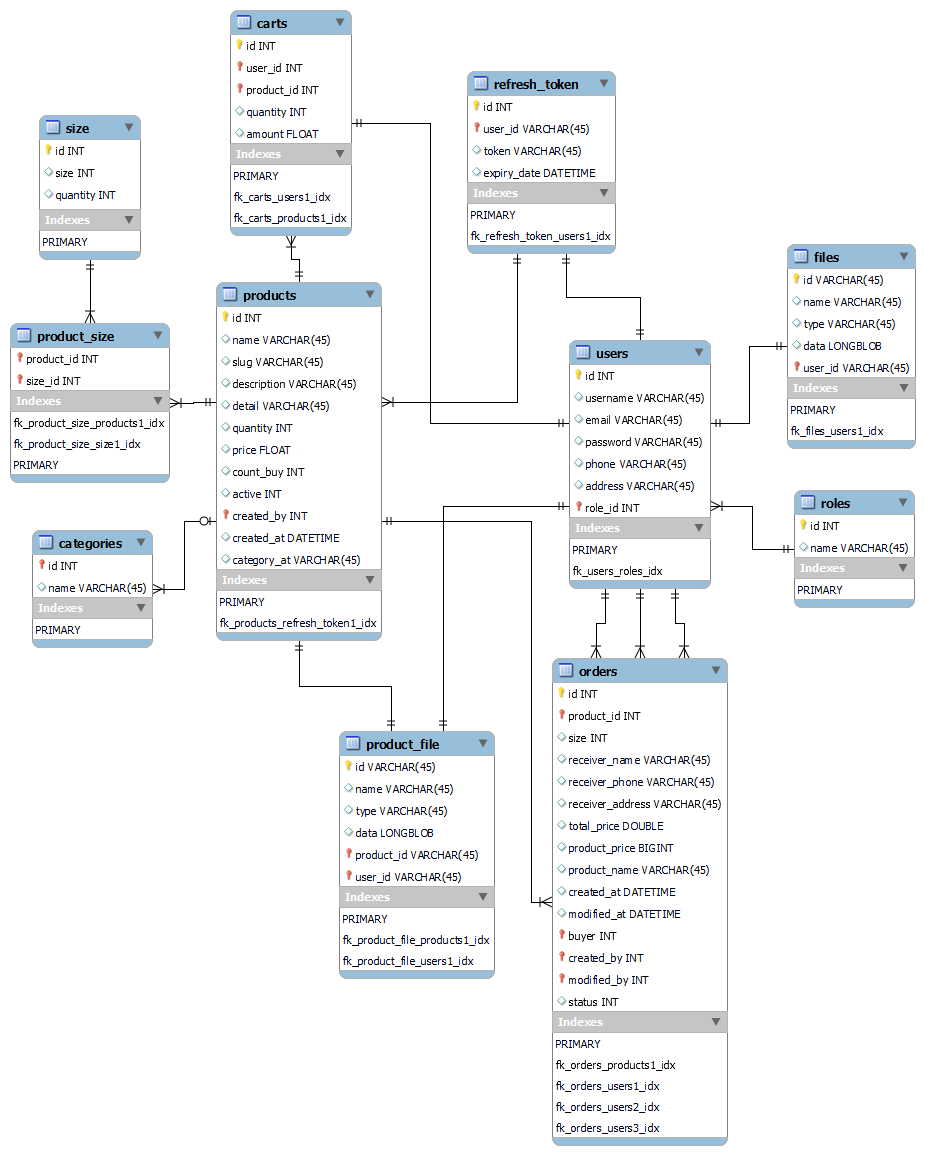 carts
id INT
user_id INT
product_id INT
quantity INT
amount FLOAT
Indexes
PRIMARY
fk_carts_users1_idx
fk_carts_products1_idx
refresh_token
id INT
user_id VARCHAR(45)
token VARCHAR(45)
expiry_date DATETIME
Indexes
PRIMARY
fk_refresh_token_users1_idx
size
id INT
size INT
quantity INT
Indexes
PRIMARY
files
id VARCHAR(45)
name VARCHAR(45)
type VARCHAR(45)
data LONGBLOB
user_id VARCHAR(45)
Indexes
PRIMARY
fk_files_users1_idx
products
id INT
name VARCHAR(45)
slug VARCHAR(45)
description VARCHAR(45)
detail VARCHAR(45)
quantity INT
price FLOAT
count_buy INT
active INT
created_by INT
created_at DATETIME
category_at VARCHAR(45)
Indexes
PRIMARY
fk_products_refresh_token1_idx
product_size
product_id INT
size_id INT
Indexes
fk_product_size_products1_idx
fk_product_size_size1_idx
PRIMARY
users
id INT
username VARCHAR(45)
email VARCHAR(45)
password VARCHAR(45)
phone VARCHAR(45)
address VARCHAR(45)
role_id INT
Indexes
PRIMARY
fk_users_roles_idx
roles
id INT
name VARCHAR(45)
Indexes
PRIMARY
categories
id INT
name VARCHAR(45)
Indexes
PRIMARY
orders
id INT
product_id INT
size INT
receiver_name VARCHAR(45)
receiver_phone VARCHAR(45)
receiver_address VARCHAR(45)
total_price DOUBLE
product_price BIGINT
product_name VARCHAR(45)
created_at DATETIME
modified_at DATETIME
buyer INT
created_by INT
modified_by INT
status INT
Indexes
PRIMARY
fk_orders_products1_idx
fk_orders_users1_idx
fk_orders_users2_idx
fk_orders_users3_idx
product_file
id VARCHAR(45)
name VARCHAR(45)
type VARCHAR(45)
data LONGBLOB
product_id VARCHAR(45)
user_id VARCHAR(45)
Indexes
PRIMARY
fk_product_file_products1_idx
fk_product_file_users1_idx